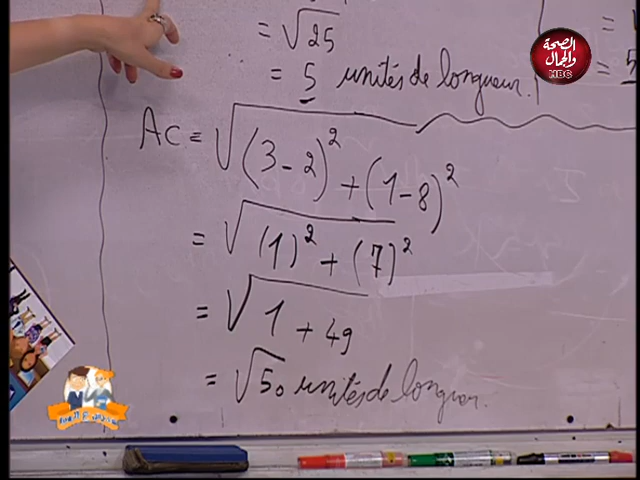 = √25
= 5 unités de longueur.
= 5
الصحة
والجمال
HBC
AC = √(3-2)² + (1-8)²
= √(1)² + (7)²
= √1 + 49
= √50 unités de longueur.